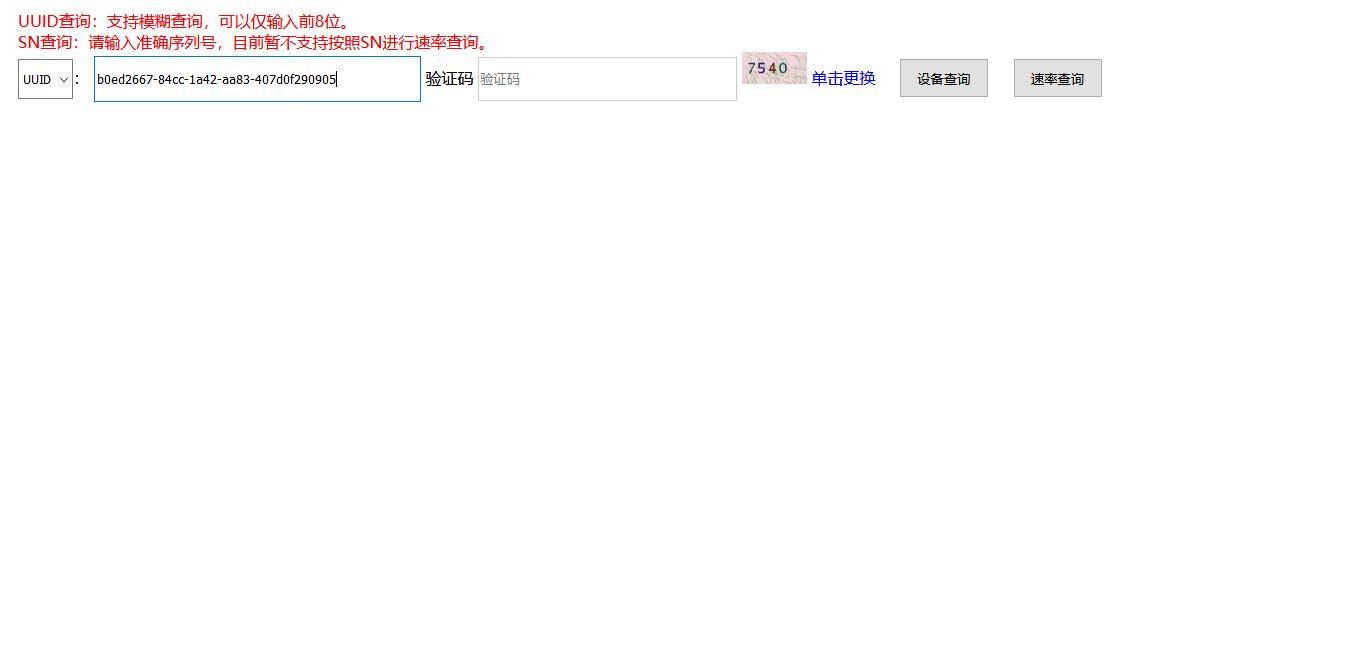 UUID查询：支持模糊查询，可以仅输入前8位。
SN查询：请输入准确序列号，目前暂不支持按照SN进行速率查询。
UUID ： b0ed2667-84cc-1a42-aa83-407d0f290905 验证码 验证码 7540 单击更换 设备查询 速率查询